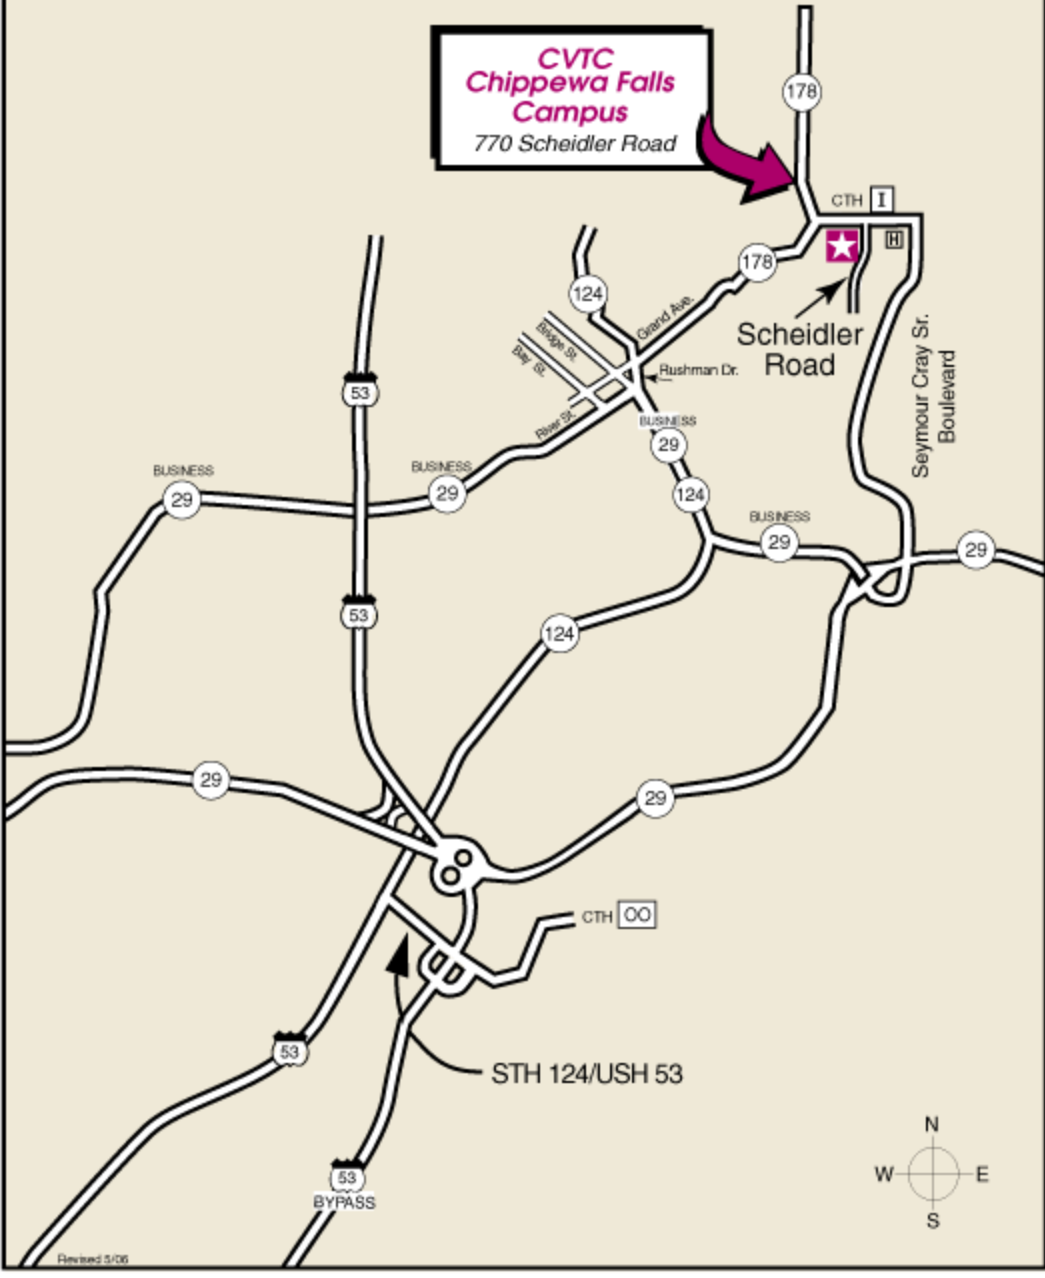 CVTC
Chippewa Falls
Campus
770 Scheidler Road
178
CTH I
H
178
124
Grand Ave.
Bridge St.
Bay St.
Scheidler
Road
Seymour Cray Sr.
Boulevard
Rushman Dr.
53
River St.
BUSINESS
29
BUSINESS
29
BUSINESS
29
124
BUSINESS
29
29
53
124
29
29
CTH OO
53
STH 124/USH 53
53
BYPASS
N
W E
S
Revised 5/06